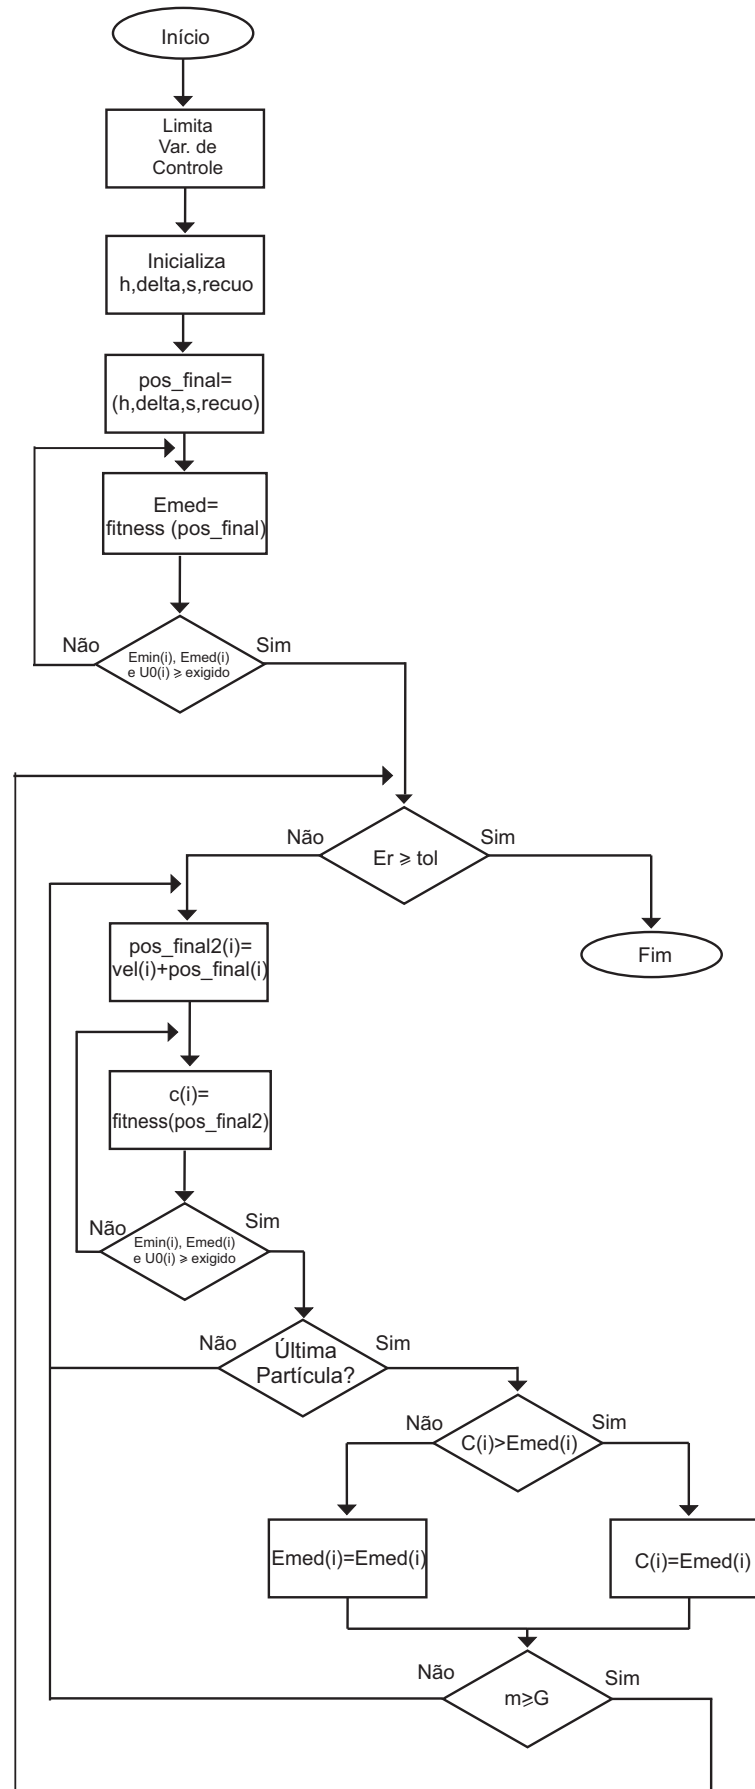 Início
Limita
Var. de
Controle
Inicializa
h,delta,s,recuo
pos_final=
(h,delta,s,recuo)
Emed=
fitness (pos_final)
Não
Sim
Emin(i), Emed(i)
e U0(i) ⩾ exigido
Não
Sim
Er ⩾ tol
pos_final2(i)=
vel(i)+pos_final(i)
Fim
c(i)=
fitness(pos_final2)
Não
Sim
Emin(i), Emed(i)
e U0(i) ⩾ exigido
Não
Sim
Última
Partícula?
Não
Sim
C(i)>Emed(i)
Emed(i)=Emed(i)
C(i)=Emed(i)
Não
Sim
m⩾G